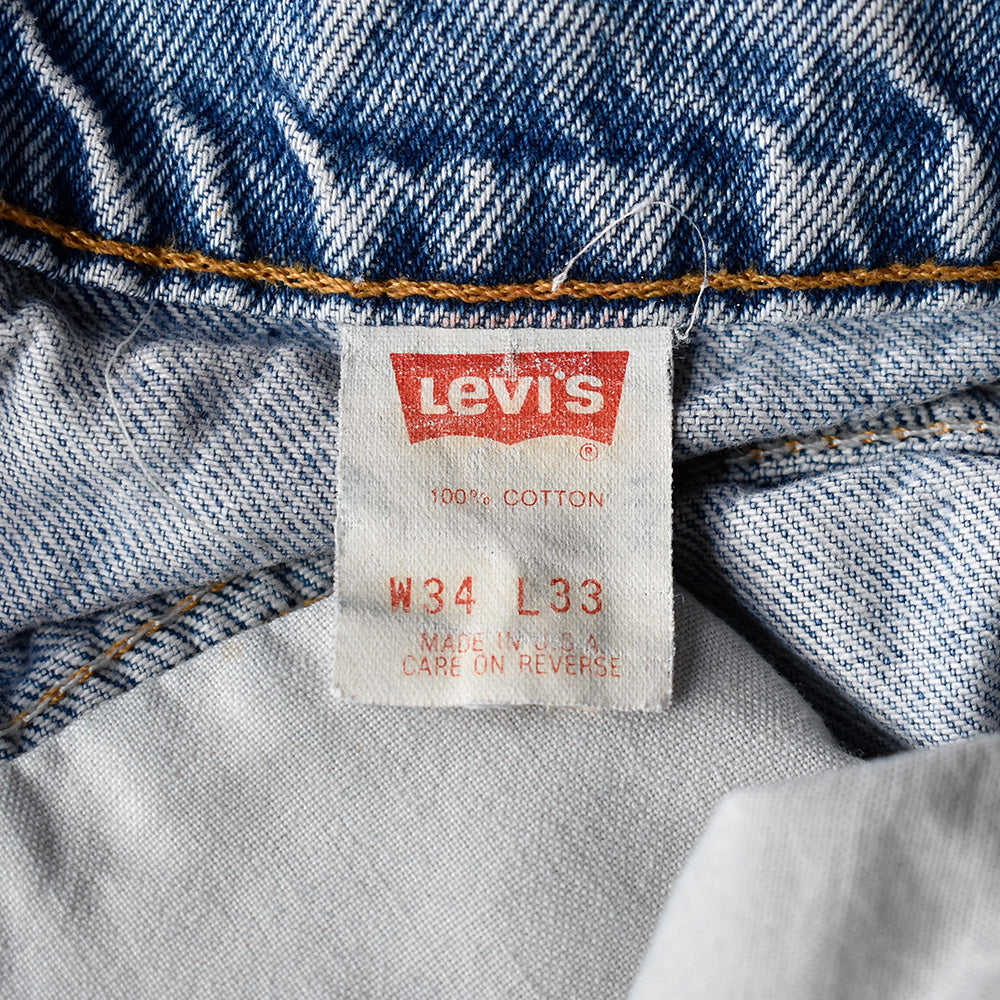 LeVI'S
®
100% COTTON
W34 L33
MADE IN U.S.A.
CARE ON REVERSE